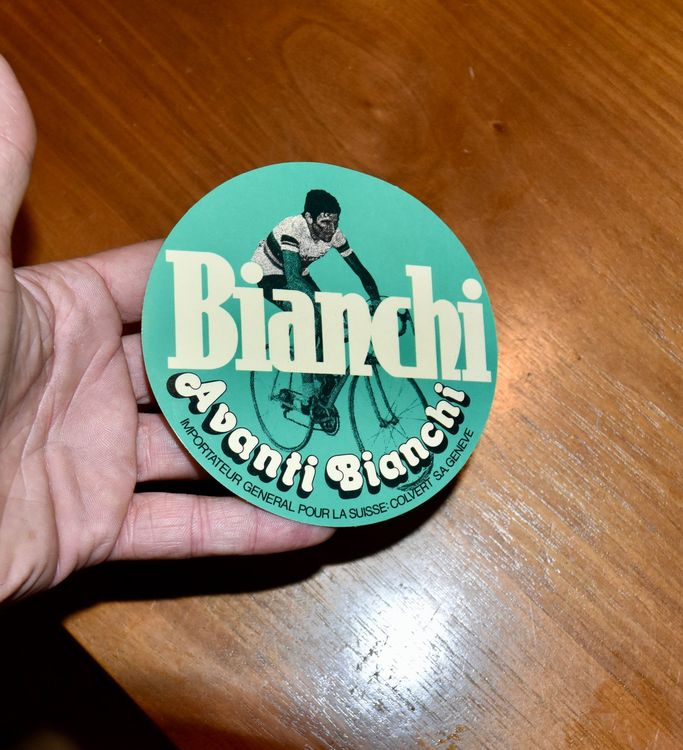 Bianchi
Avanti Bianchi
IMPORTATEUR GENERAL POUR LA SUISSE: COLVERT SA GENEVE